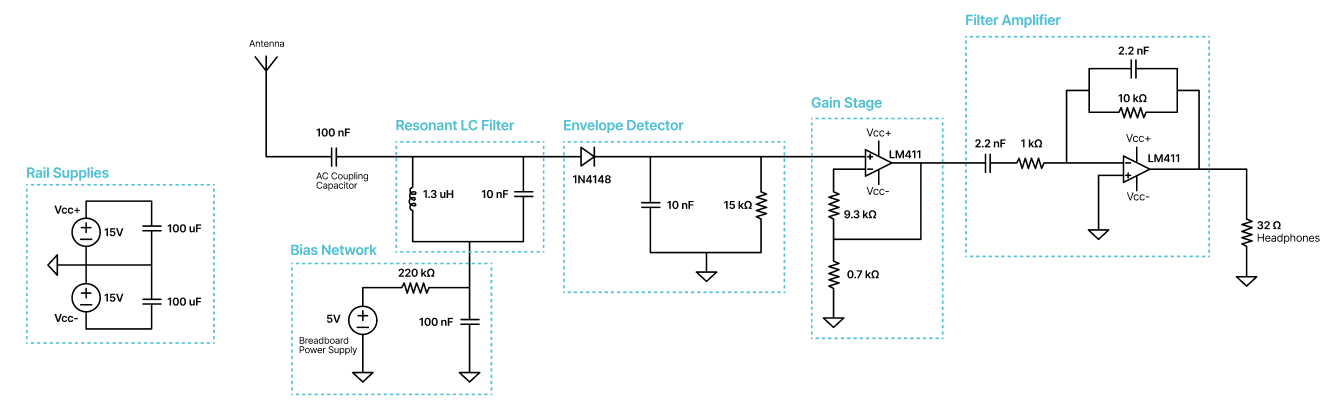 Rail Supplies
Vcc+
15V
100 uF
15V
100 uF
Vcc-
Antenna
100 nF
AC Coupling
Capacitor
Resonant LC Filter
1.3 uH
10 nF
Bias Network
220 kΩ
5V
Breadboard
Power Supply
100 nF
Envelope Detector
1N4148
10 nF
15 kΩ
Gain Stage
Vcc+
LM411
Vcc-
9.3 kΩ
0.7 kΩ
Filter Amplifier
2.2 nF
10 kΩ
2.2 nF
1 kΩ
Vcc+
LM411
Vcc-
32 Ω
Headphones